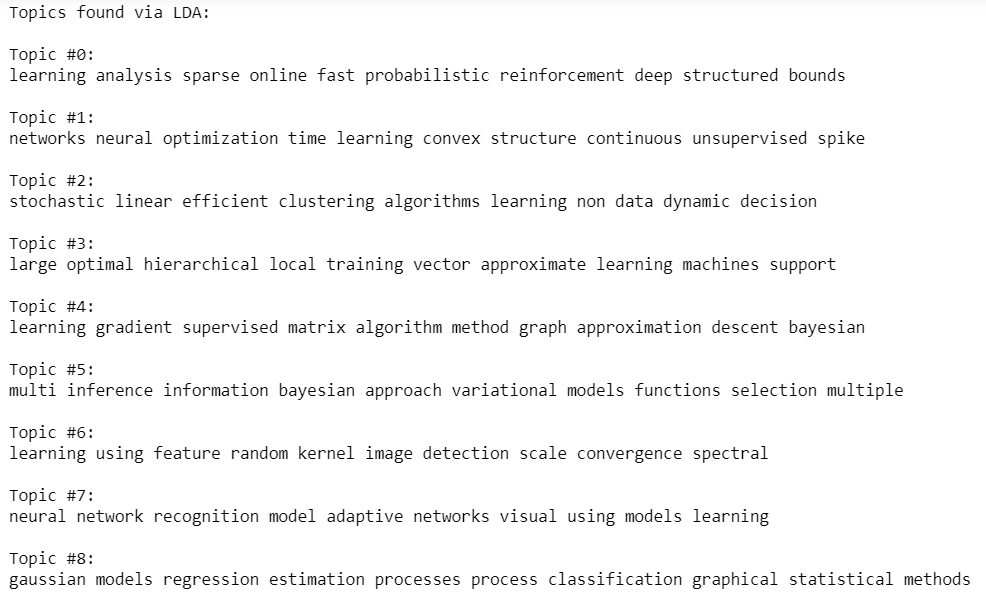 Topics found via LDA:
Topic #0:
learning analysis sparse online fast probabilistic reinforcement deep structured bounds
Topic #1:
networks neural optimization time learning convex structure continuous unsupervised spike
Topic #2:
stochastic linear efficient clustering algorithms learning non data dynamic decision
Topic #3:
large optimal hierarchical local training vector approximate learning machines support
Topic #4:
learning gradient supervised matrix algorithm method graph approximation descent bayesian
Topic #5:
multi inference information bayesian approach variational models functions selection multiple
Topic #6:
learning using feature random kernel image detection scale convergence spectral
Topic #7:
neural network recognition model adaptive networks visual using models learning
Topic #8:
gaussian models regression estimation processes process classification graphical statistical methods